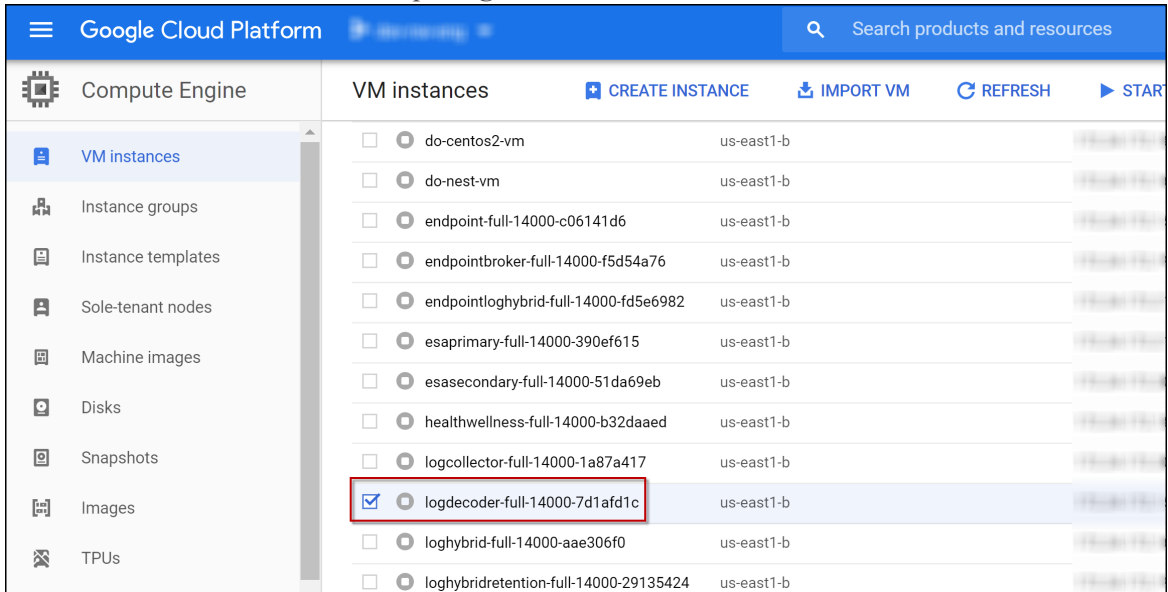 Google Cloud Platform
Search products and resources
Compute Engine
VM instances
CREATE INSTANCE
IMPORT VM
REFRESH
STAR
VM instances
Instance groups
Instance templates
Sole-tenant nodes
Machine images
Disks
Snapshots
Images
TPUs
do-centos2-vm us-east1-b
do-nest-vm us-east1-b
endpoint-full-14000-c06141d6 us-east1-b
endpointbroker-full-14000-f5d54a76 us-east1-b
endpointloghybrid-full-14000-fd5e6982 us-east1-b
esaprimary-full-14000-390ef615 us-east1-b
esasecondary-full-14000-51da69eb us-east1-b
healthwellness-full-14000-b32daaed us-east1-b
logcollector-full-14000-1a87a417 us-east1-b
logdecoder-full-14000-7d1afd1c us-east1-b
loghybrid-full-14000-aae306f0 us-east1-b
loghybridretention-full-14000-29135424 us-east1-b